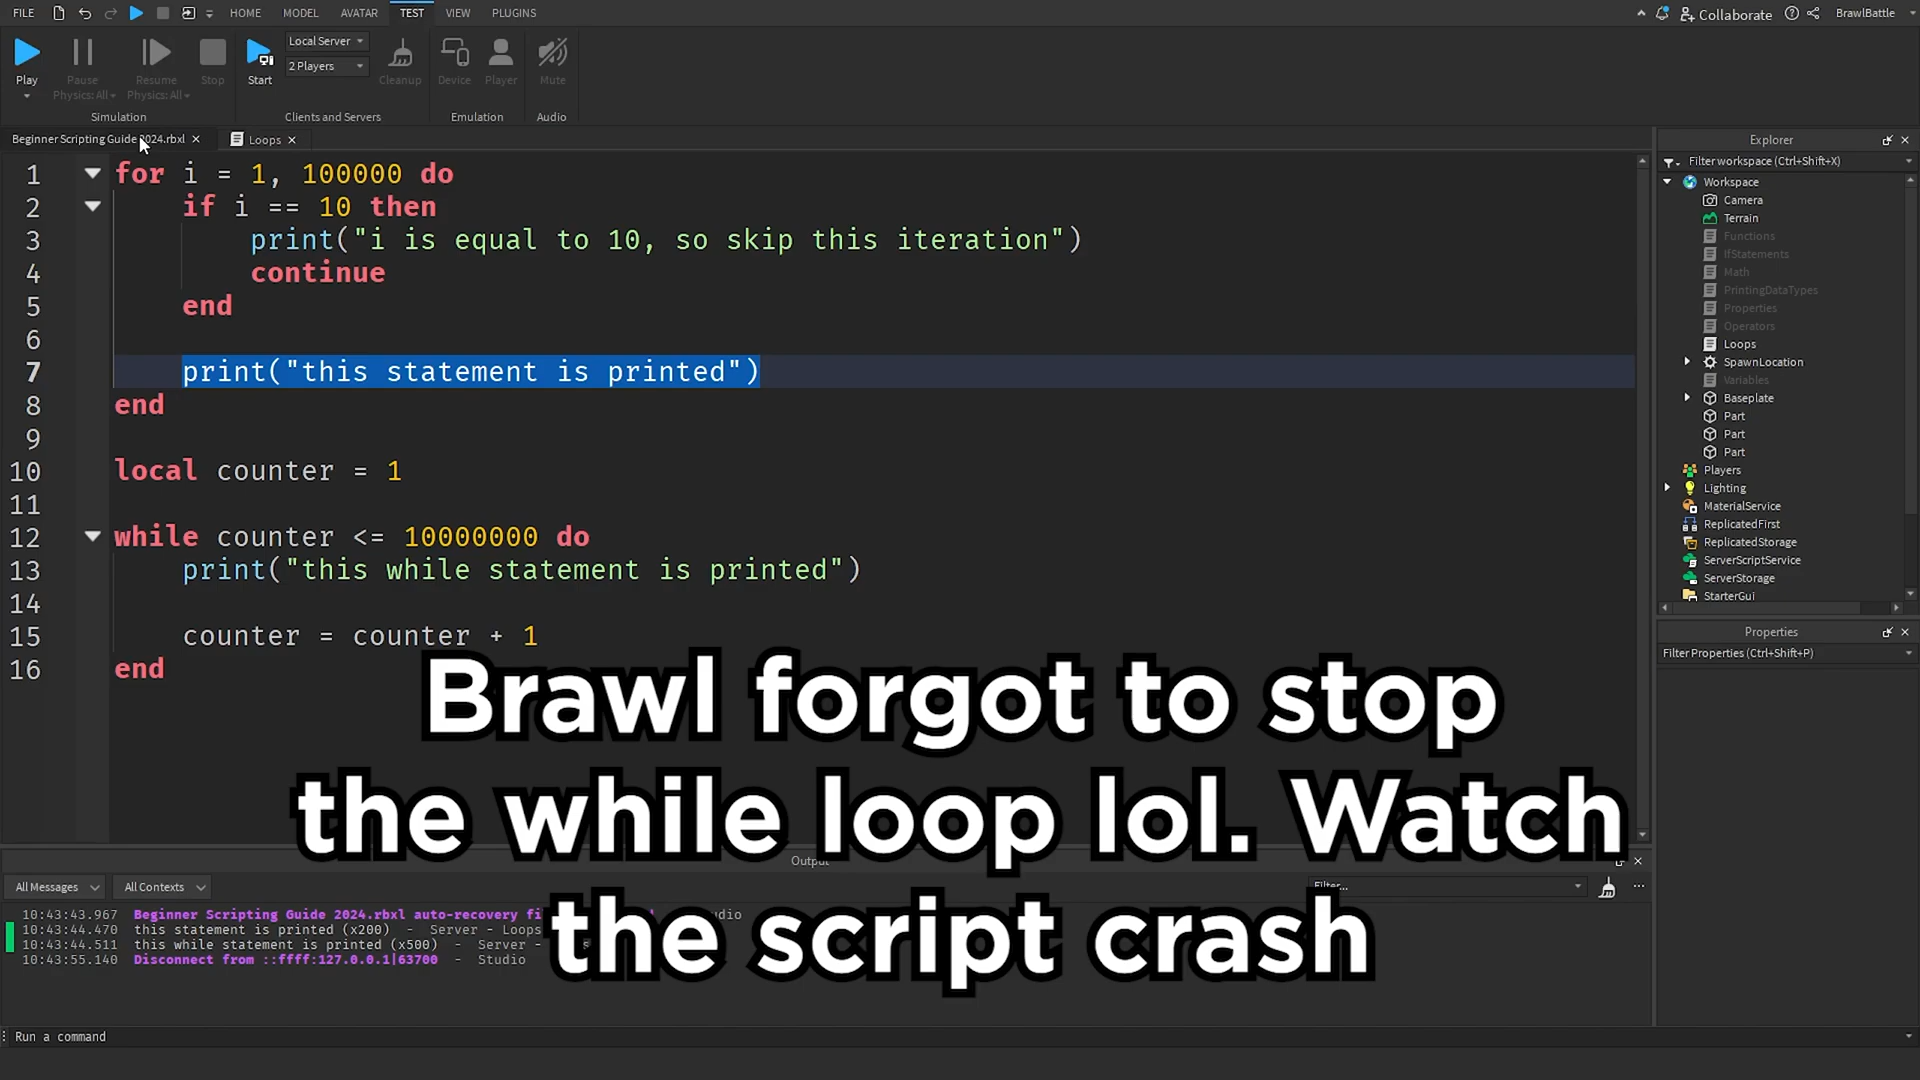 FILE HOME MODEL AVATAR TEST VIEW PLUGINS Collaborate BrawlBattle
Play Pause Resume Stop Start Local Server 2 Players Cleanup Device Player Mute
Physics: All Physics: All
Simulation Clients and Servers Emulation Audio
Beginner Scripting Guide 2024.rbxl Loops
1 for i = 1, 100000 do
2 if i == 10 then
3 print("i is equal to 10, so skip this iteration")
4 continue
5 end
6
7 print("this statement is printed")
8 end
9
10 local counter = 1
11
12 while counter <= 10000000 do
13 print("this while statement is printed")
14
15 counter = counter + 1
16 end
Brawl forgot to stop
the while loop lol. Watch
the script crash
Explorer
Filter workspace (Ctrl+Shift+X)
Workspace
Camera
Terrain
Functions
IfStatements
Math
PrintingDataTypes
Properties
Operators
Loops
SpawnLocation
Variables
Baseplate
Part
Part
Part
Players
Lighting
MaterialService
ReplicatedFirst
ReplicatedStorage
ServerScriptService
ServerStorage
StarterGui
Properties
Filter Properties (Ctrl+Shift+P)
Output
All Messages All Contexts Filter...
10:43:43.967 Beginner Scripting Guide 2024.rbxl auto-recovery
10:43:44.470 this statement is printed (x200) - Server - Loops
10:43:44.511 this while statement is printed (x500) - Server -
10:43:55.140 Disconnect from ::ffff:127.0.0.1|63700 - Studio
Run a command